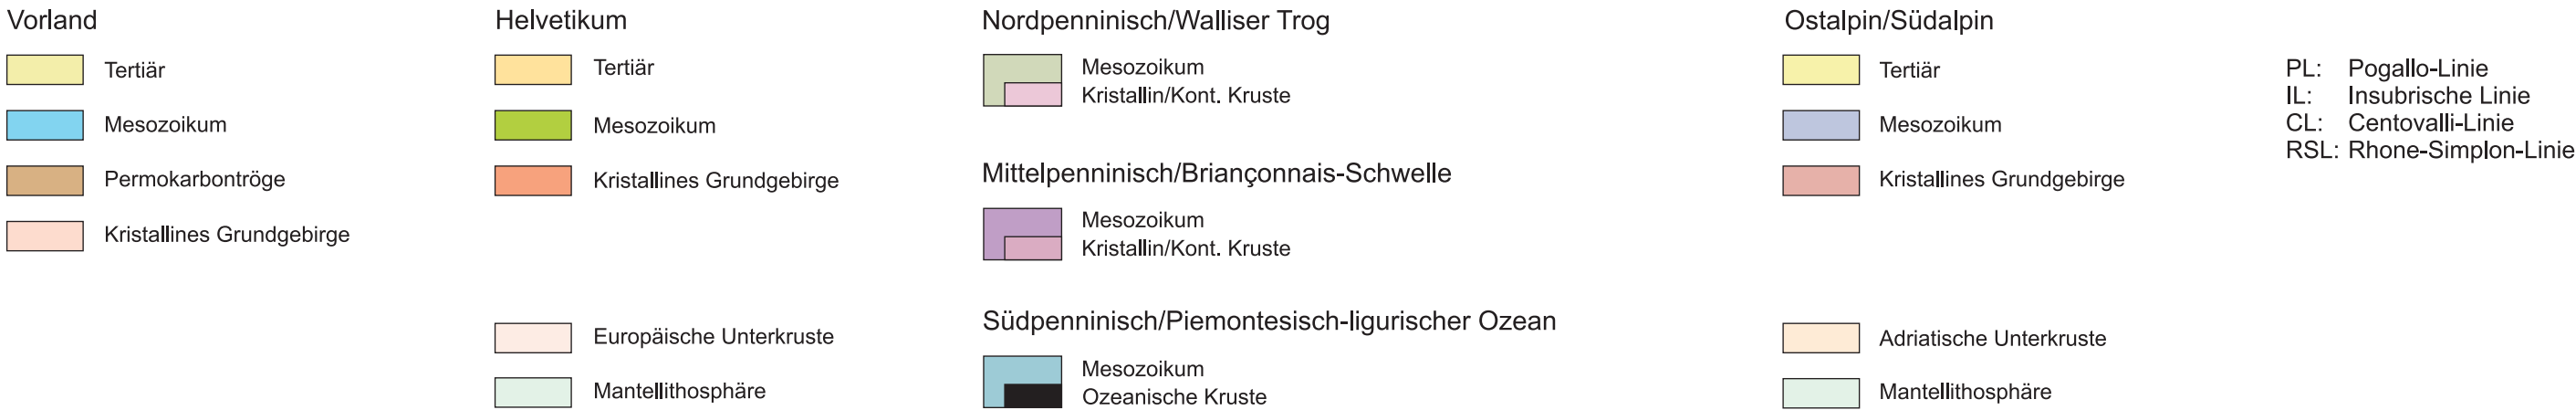 Vorland
Tertiär
Mesozoikum
Permokarbontröge
Kristallines Grundgebirge
Helvetikum
Tertiär
Mesozoikum
Kristallines Grundgebirge
Europäische Unterkruste
Mantellithosphäre
Nordpenninisch/Walliser Trog
Mesozoikum
Kristallin/Kont. Kruste
Mittelpenninisch/Briançonnais-Schwelle
Mesozoikum
Kristallin/Kont. Kruste
Südpenninisch/Piemontesisch-ligurischer Ozean
Mesozoikum
Ozeanische Kruste
Ostalpin/Südalpin
Tertiär
Mesozoikum
Kristallines Grundgebirge
Adriatische Unterkruste
Mantellithosphäre
PL: Pogallo-Linie
IL: Insubrische Linie
CL: Centovalli-Linie
RSL: Rhone-Simplon-Linie